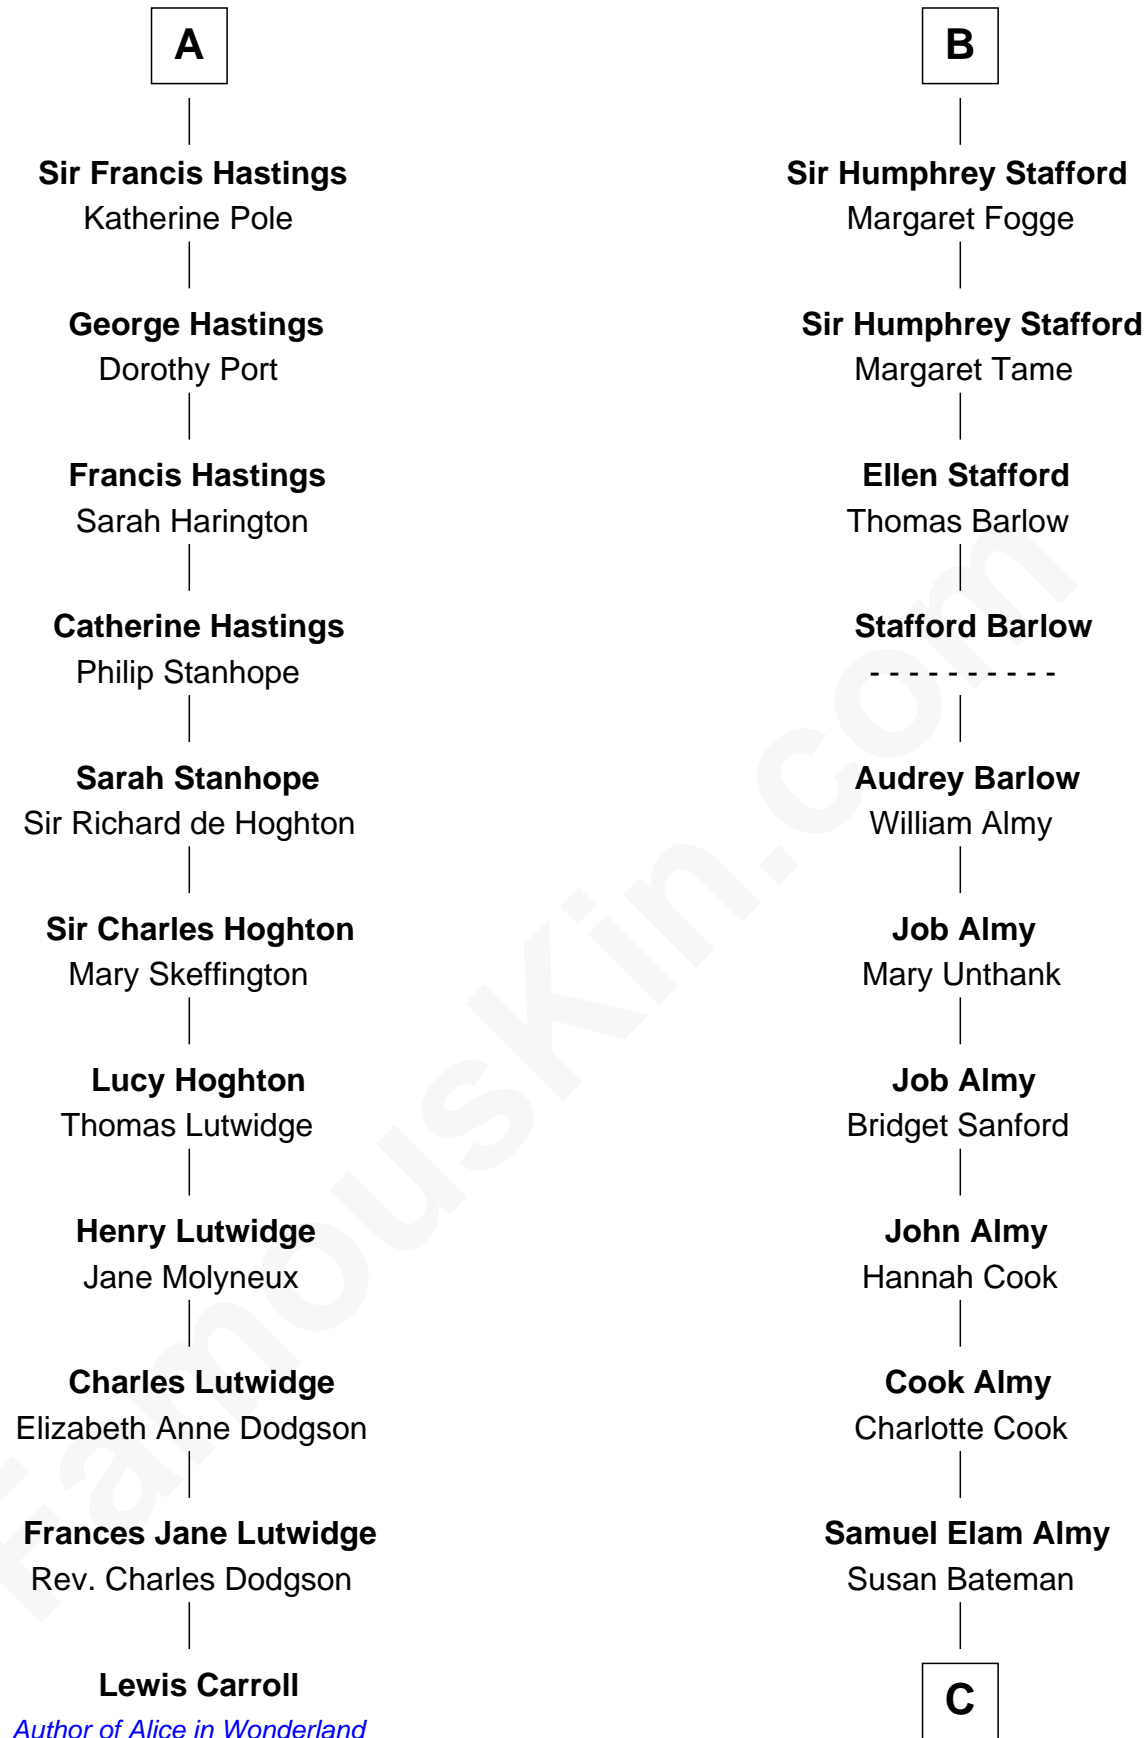 A
Sir Francis Hastings
Katherine Pole
George Hastings
Dorothy Port
Francis Hastings
Sarah Harington
Catherine Hastings
Philip Stanhope
Sarah Stanhope
Sir Richard de Hoghton
Sir Charles Hoghton
Mary Skeffington
Lucy Hoghton
Thomas Lutwidge
Henry Lutwidge
Jane Molyneux
Charles Lutwidge
Elizabeth Anne Dodgson
Frances Jane Lutwidge
Rev. Charles Dodgson
Lewis Carroll
Author of Alice in Wonderland
B
Sir Humphrey Stafford
Margaret Fogge
Sir Humphrey Stafford
Margaret Tame
Ellen Stafford
Thomas Barlow
Stafford Barlow
- - - - - - - - - -
Audrey Barlow
William Almy
Job Almy
Mary Unthank
Job Almy
Bridget Sanford
John Almy
Hannah Cook
Cook Almy
Charlotte Cook
Samuel Elam Almy
Susan Bateman
C
FamousKin.com